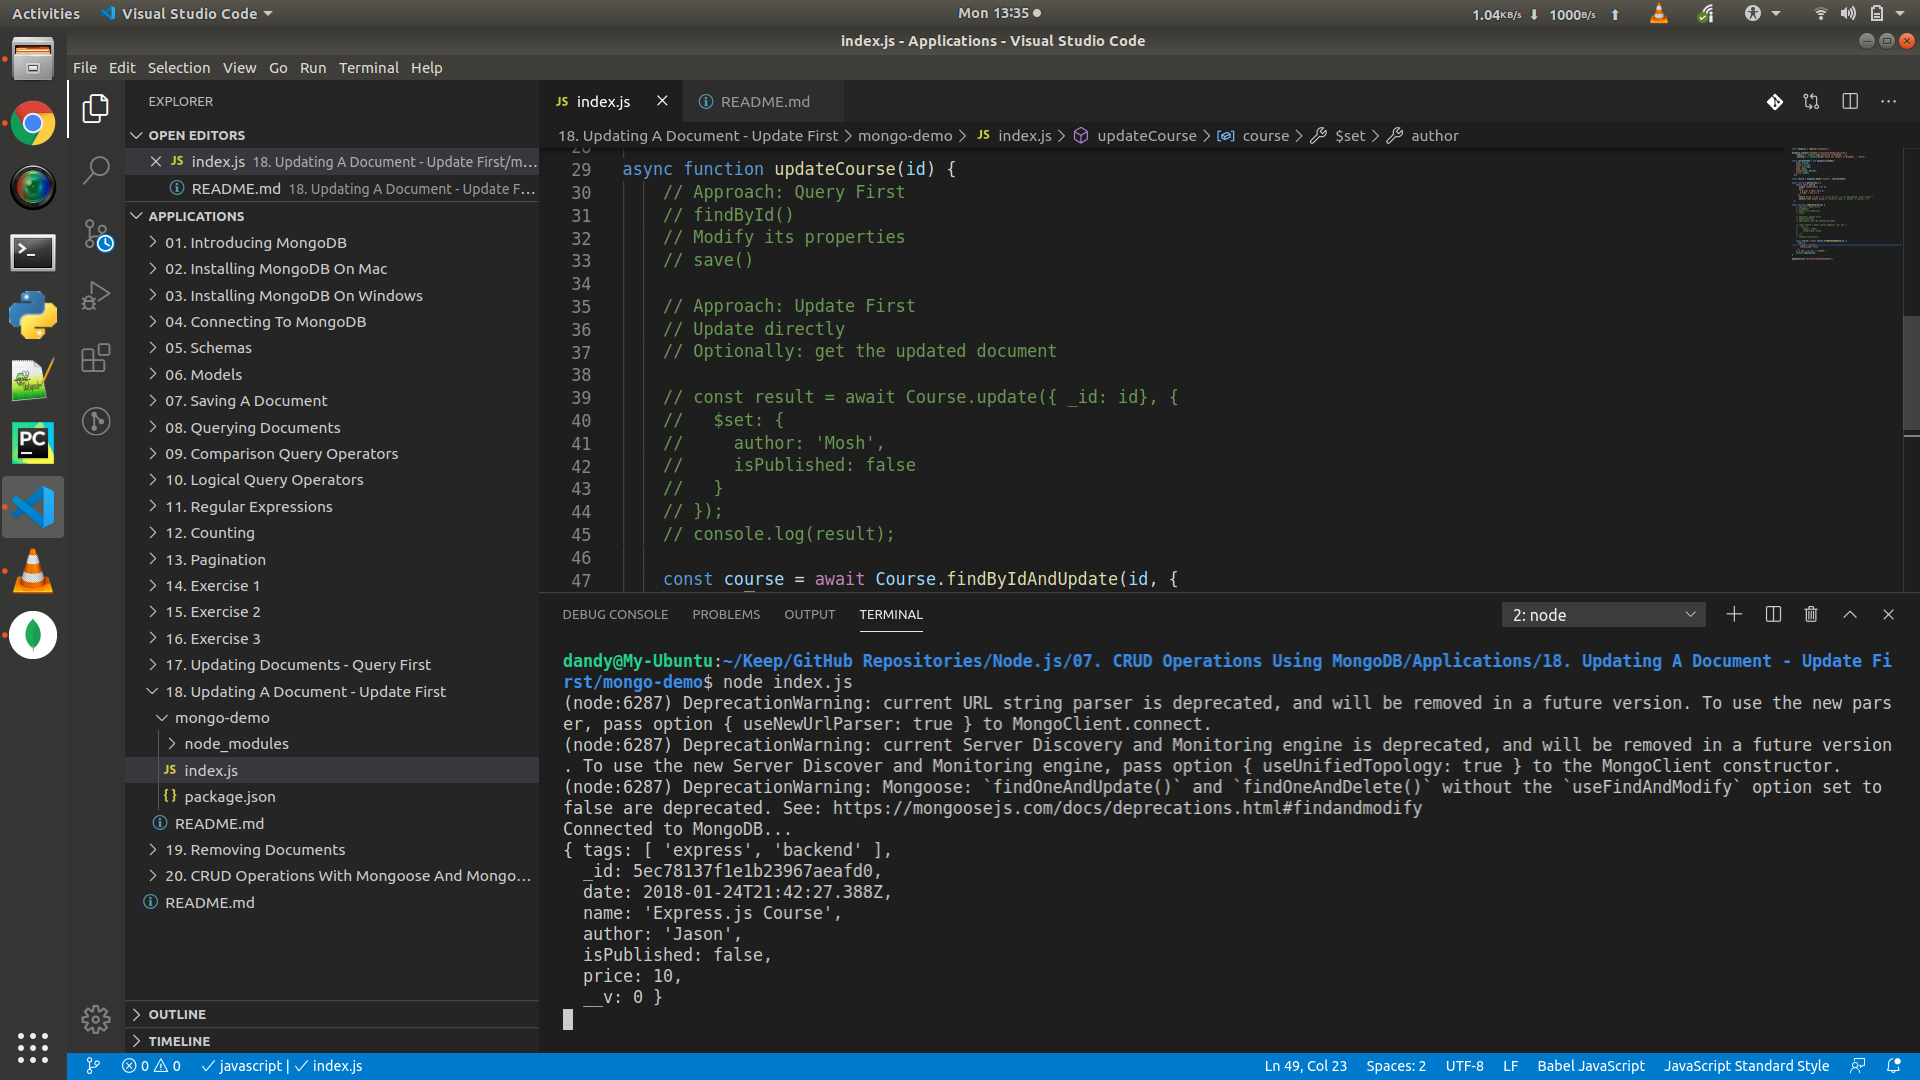 Activities
Visual Studio Code
Mon 13:35
1.04KB/s
1000B/s
index.js - Applications - Visual Studio Code
File Edit Selection View Go Run Terminal Help
EXPLORER
OPEN EDITORS
JS index.js 18. Updating A Document - Update First/m...
README.md 18. Updating A Document - Update F...
APPLICATIONS
01. Introducing MongoDB
02. Installing MongoDB On Mac
03. Installing MongoDB On Windows
04. Connecting To MongoDB
05. Schemas
06. Models
07. Saving A Document
08. Querying Documents
09. Comparison Query Operators
10. Logical Query Operators
11. Regular Expressions
12. Counting
13. Pagination
14. Exercise 1
15. Exercise 2
16. Exercise 3
17. Updating Documents - Query First
18. Updating A Document - Update First
mongo-demo
node_modules
JS index.js
{} package.json
README.md
19. Removing Documents
20. CRUD Operations With Mongoose And Mongo...
README.md
OUTLINE
TIMELINE
JS index.js
README.md
18. Updating A Document - Update First > mongo-demo > JS index.js > updateCourse > course > $set > author
28
29 async function updateCourse(id) {
30 // Approach: Query First
31 // findById()
32 // Modify its properties
33 // save()
34
35 // Approach: Update First
36 // Update directly
37 // Optionally: get the updated document
38
39 // const result = await Course.update({ _id: id}, {
40 //   $set: {
41 //     author: 'Mosh',
42 //     isPublished: false
43 //   }
44 // });
45 // console.log(result);
46
47 const course = await Course.findByIdAndUpdate(id, {
DEBUG CONSOLE PROBLEMS OUTPUT TERMINAL
2: node
dandy@My-Ubuntu:~/Keep/GitHub Repositories/Node.js/07. CRUD Operations Using MongoDB/Applications/18. Updating A Document - Update Fi
rst/mongo-demo$ node index.js
(node:6287) DeprecationWarning: current URL string parser is deprecated, and will be removed in a future version. To use the new pars
er, pass option { useNewUrlParser: true } to MongoClient.connect.
(node:6287) DeprecationWarning: current Server Discovery and Monitoring engine is deprecated, and will be removed in a future version
. To use the new Server Discover and Monitoring engine, pass option { useUnifiedTopology: true } to the MongoClient constructor.
(node:6287) DeprecationWarning: Mongoose: `findOneAndUpdate()` and `findOneAndDelete()` without the `useFindAndModify` option set to
false are deprecated. See: https://mongoosejs.com/docs/deprecations.html#findandmodify
Connected to MongoDB...
{ tags: [ 'express', 'backend' ],
  _id: 5ec78137f1e1b23967aeafd0,
  date: 2018-01-24T21:42:27.388Z,
  name: 'Express.js Course',
  author: 'Jason',
  isPublished: false,
  price: 10,
  __v: 0 }
PC
0 0
javascript | index.js
Ln 49, Col 23
Spaces: 2
UTF-8
LF
Babel JavaScript
JavaScript Standard Style